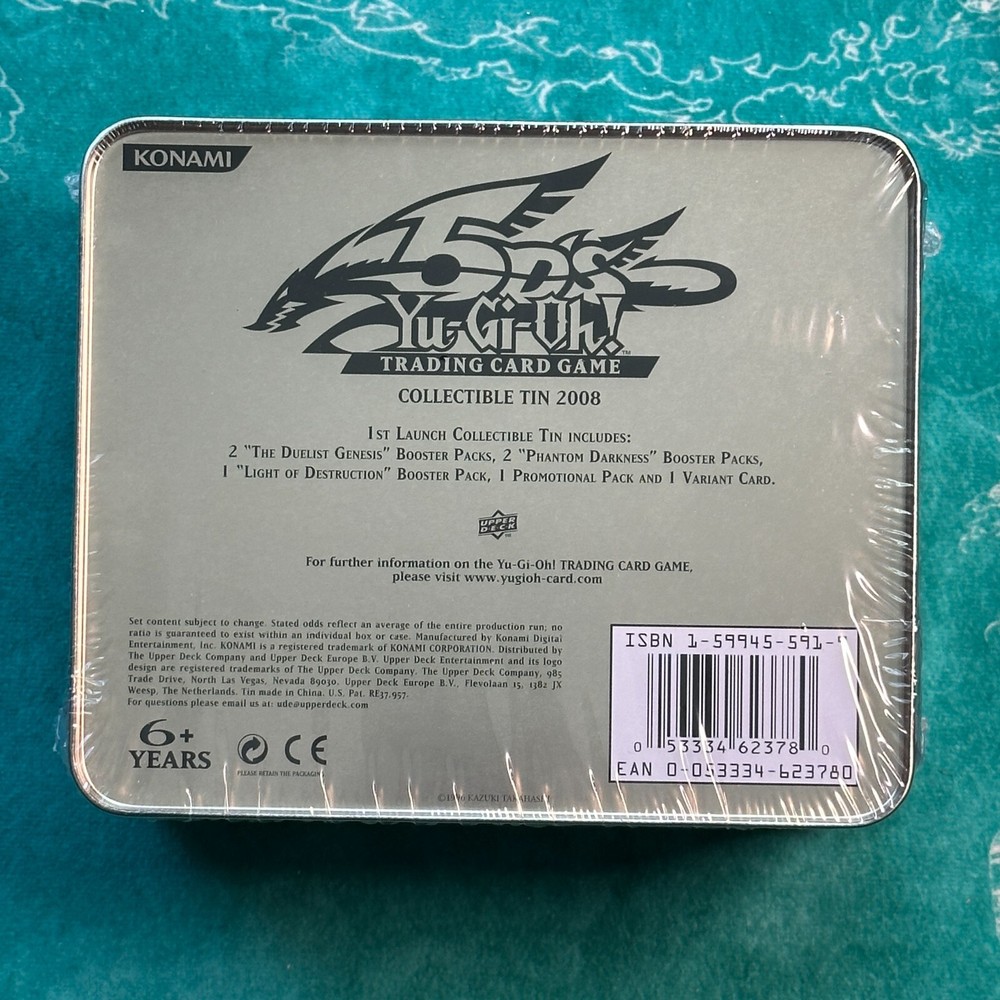 KONAMI
5D's
Yu-Gi-Oh!™
TRADING CARD GAME
COLLECTIBLE TIN 2008
1ST LAUNCH COLLECTIBLE TIN INCLUDES:
2 "THE DUELIST GENESIS" BOOSTER PACKS, 2 "PHANTOM DARKNESS" BOOSTER PACKS,
1 "LIGHT OF DESTRUCTION" BOOSTER PACK, 1 PROMOTIONAL PACK AND 1 VARIANT CARD.
UPPER
DECK
For further information on the Yu-Gi-Oh! TRADING CARD GAME,
please visit www.yugioh-card.com
Set content subject to change. Stated odds reflect an average of the entire production run; no
ratio is guaranteed to exist within an individual box or case. Manufactured by Konami Digital
Entertainment, Inc. KONAMI is a registered trademark of KONAMI CORPORATION. Distributed by
The Upper Deck Company and Upper Deck Europe B.V. Upper Deck Entertainment and its logo
design are registered trademarks of The Upper Deck Company. The Upper Deck Company, 985
Trade Drive, North Las Vegas, Nevada 89030. Upper Deck Europe B.V., Flevolaan 15, 1382 JX
Weesp, The Netherlands. Tin made in China. U.S. Pat. RE37,957.
For questions please email us at: ude@upperdeck.com
6+
YEARS
CE
PLEASE RETAIN THE PACKAGING
ISBN 1-59945-591-
0 53334 62378 0
EAN 0-053334-623780
©1996 KAZUKI TAKAHASHI